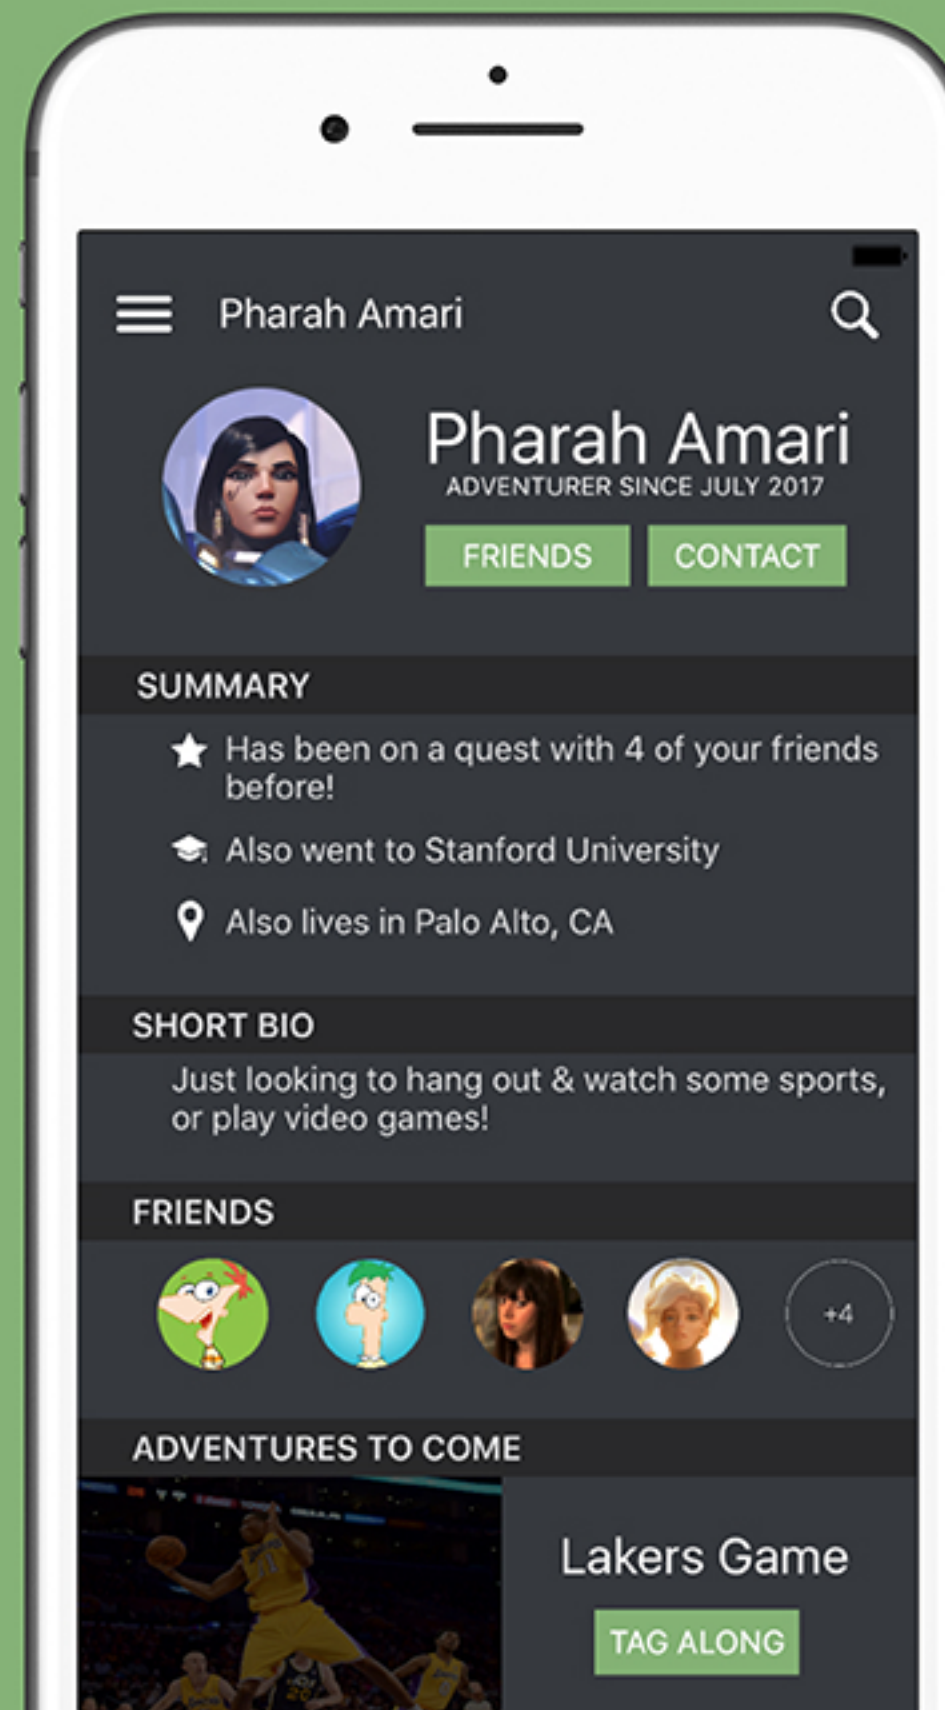 Pharah Amari
Pharah Amari
ADVENTURER SINCE JULY 2017
FRIENDS
CONTACT
SUMMARY
Has been on a quest with 4 of your friends
before!
Also went to Stanford University
Also lives in Palo Alto, CA
SHORT BIO
Just looking to hang out & watch some sports,
or play video games!
FRIENDS
+4
ADVENTURES TO COME
Lakers Game
TAG ALONG